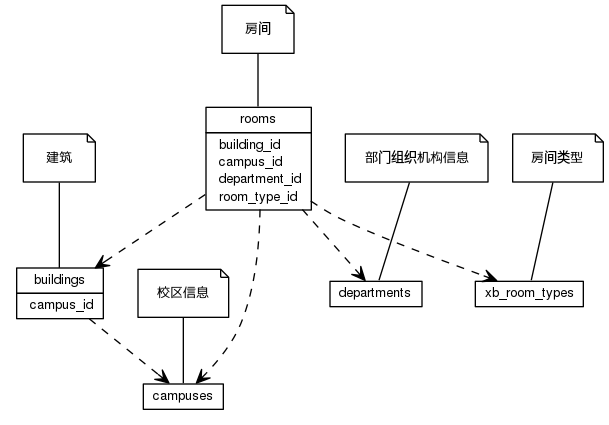 房间
rooms
building_id
campus_id
department_id
room_type_id
建筑
部门组织机构信息
房间类型
buildings
campus_id
校区信息
departments
xb_room_types
campuses